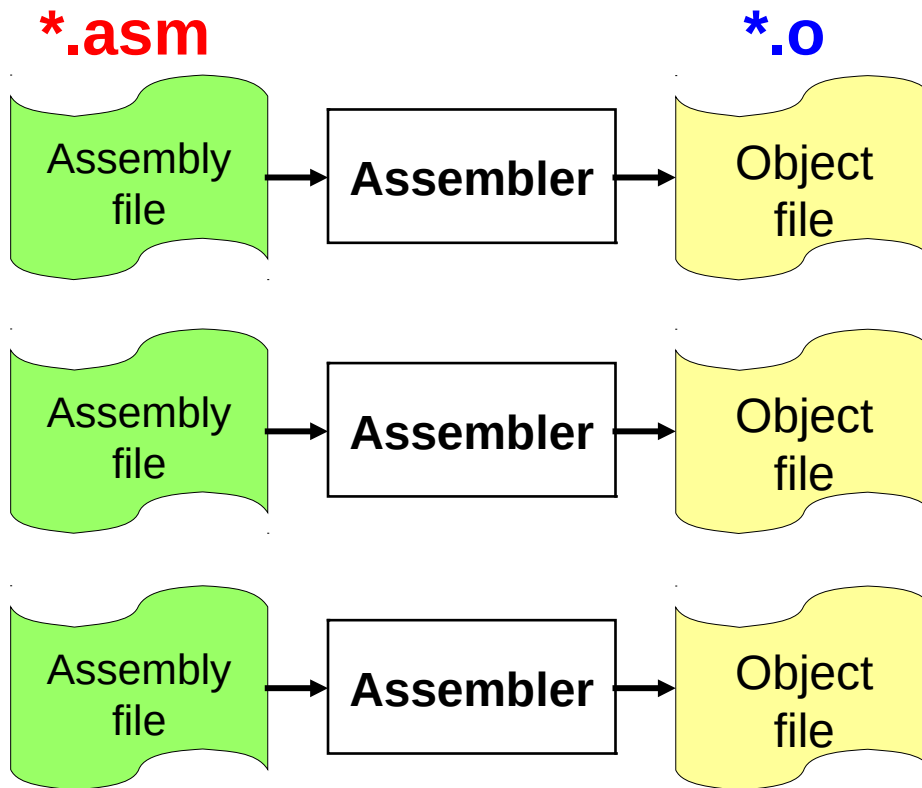 *.asm
*.o
Assembly
file
Assembler
Object
file
Assembly
file
Assembler
Object
file
Assembly
file
Assembler
Object
file